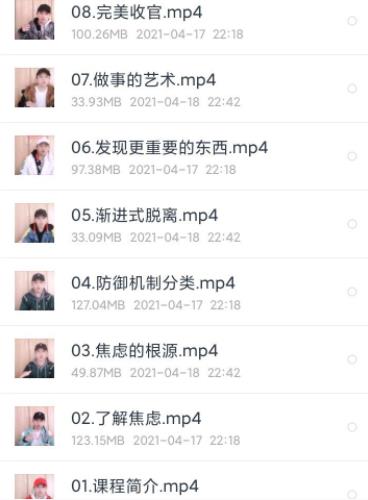 08.完美收官.mp4
100.26MB 2021-04-17 22:18
07.做事的艺术.mp4
33.93MB 2021-04-18 22:42
06.发现更重要的东西.mp4
97.38MB 2021-04-17 22:18
05.渐进式脱离.mp4
33.09MB 2021-04-18 22:42
04.防御机制分类.mp4
127.04MB 2021-04-17 22:18
03.焦虑的根源.mp4
49.87MB 2021-04-18 22:42
02.了解焦虑.mp4
123.15MB 2021-04-17 22:18
01.课程简介.mp4